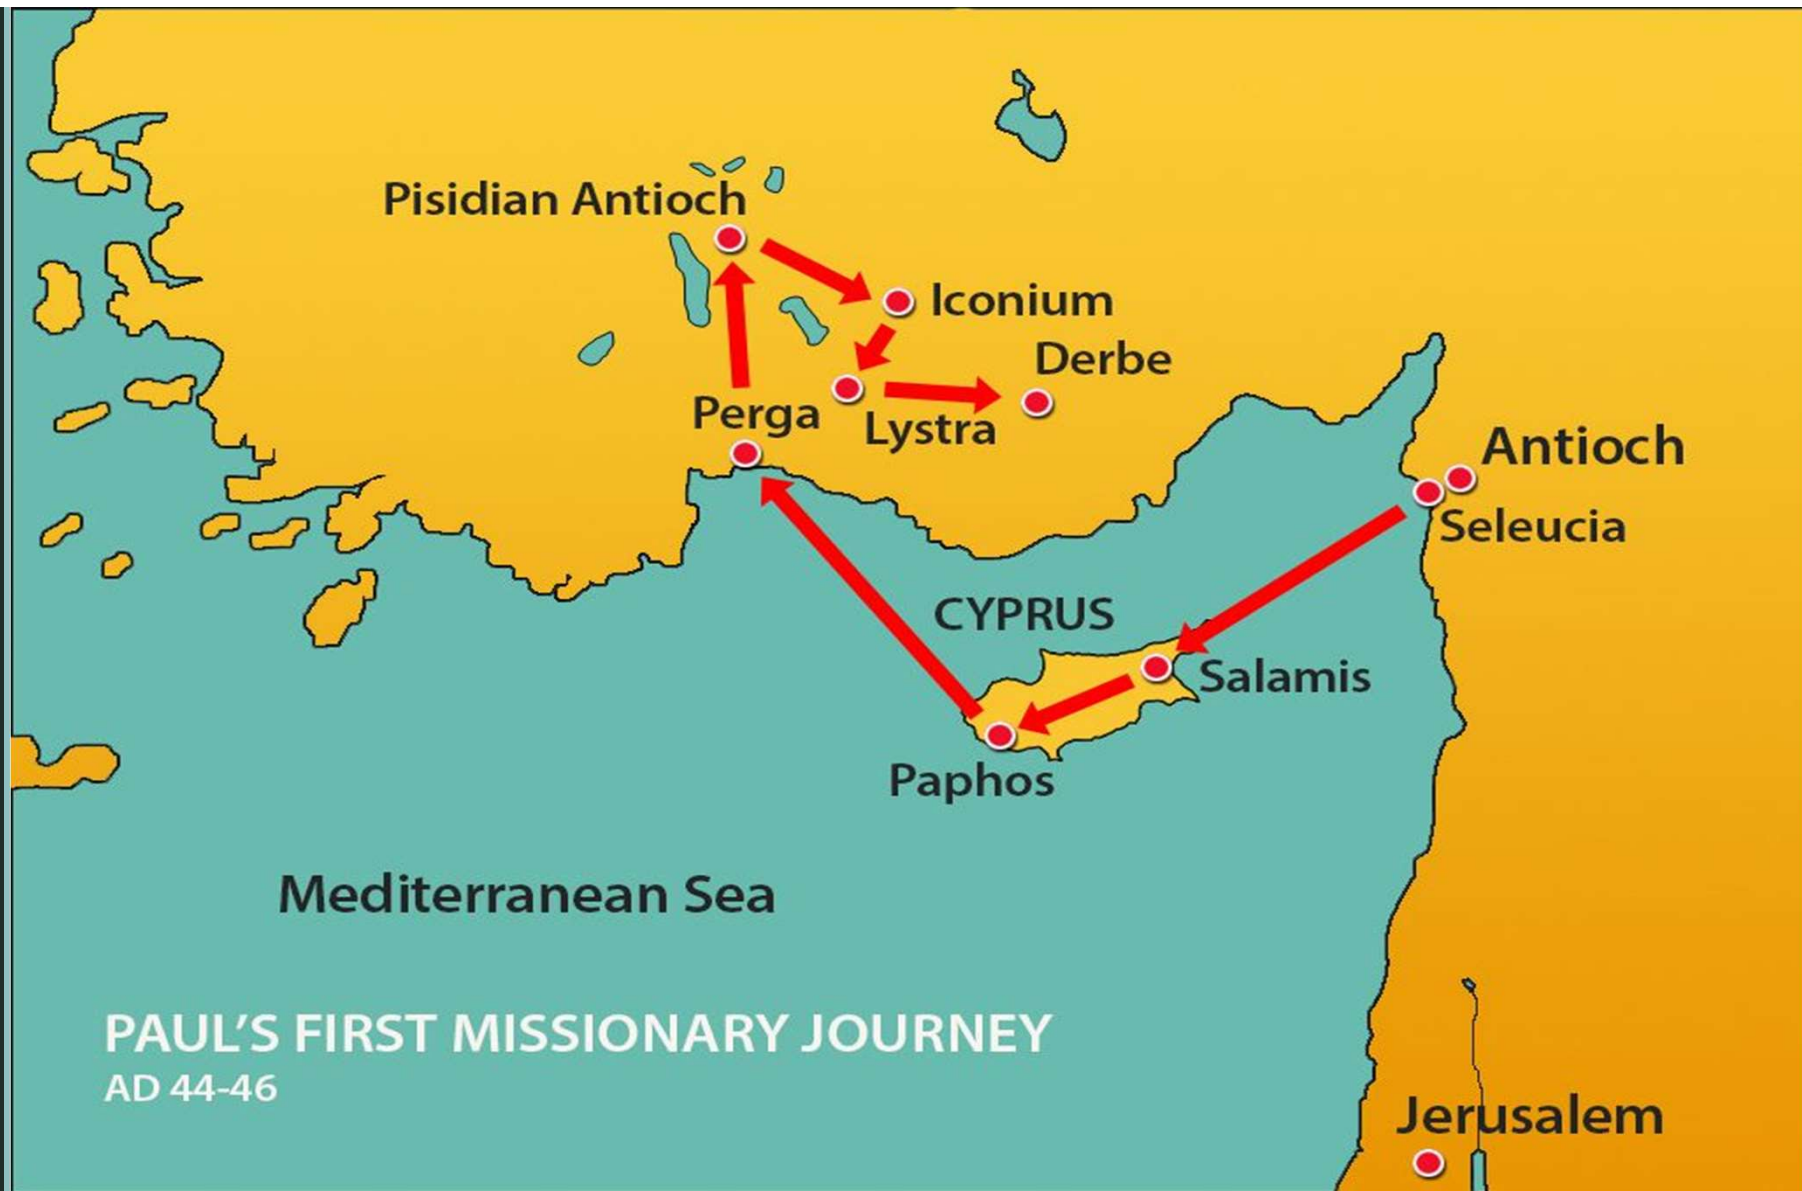 Pisidian Antioch
Iconium
Derbe
Perga
Lystra
Antioch
Seleucia
CYPRUS
Salamis
Paphos
Mediterranean Sea
PAUL'S FIRST MISSIONARY JOURNEY
AD 44-46
Jerusalem